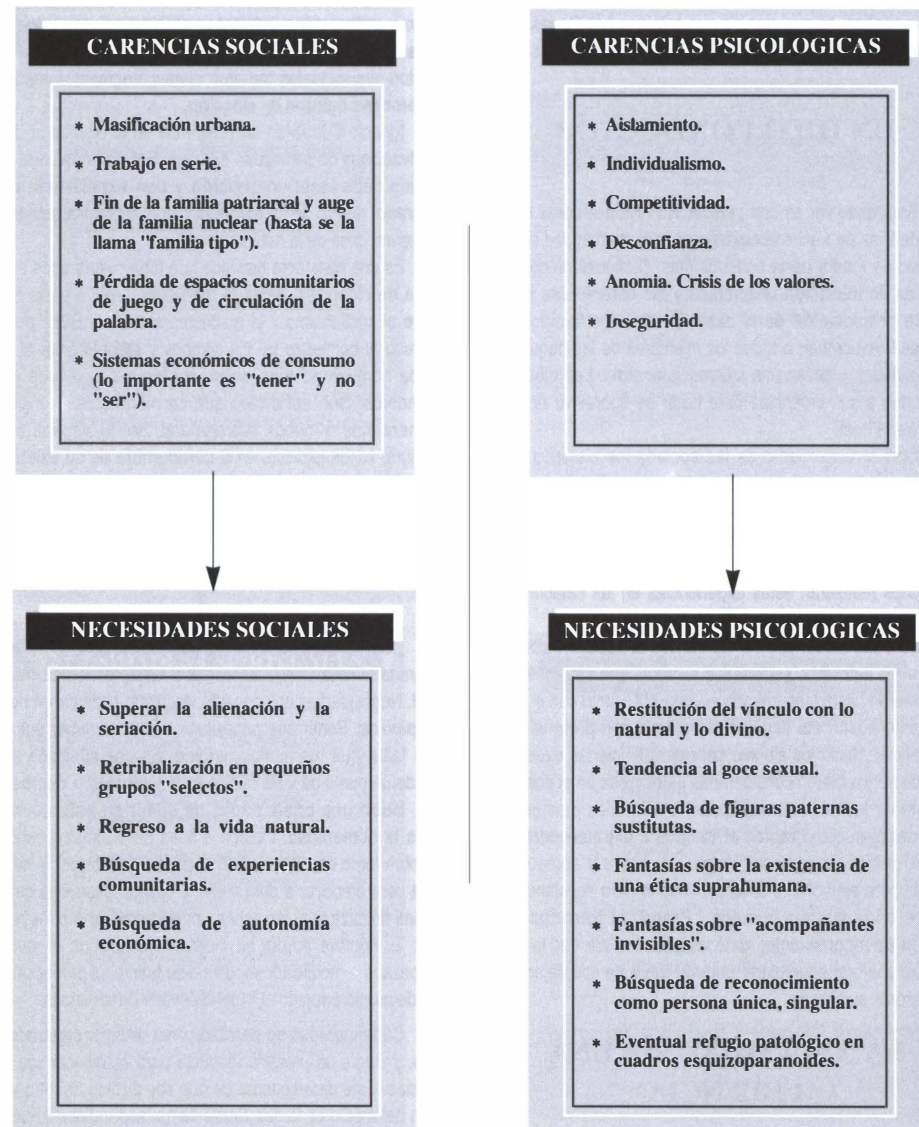 CARENCIAS SOCIALES
* Masificación urbana.
* Trabajo en serie.
* Fin de la familia patriarcal y auge
de la familia nuclear (hasta se la
llama "familia tipo").
* Pérdida de espacios comunitarios
de juego y de circulación de la
palabra.
* Sistemas económicos de consumo
(lo importante es "tener" y no
"ser").
CARENCIAS PSICOLOGICAS
* Aislamiento.
* Individualismo.
* Competitividad.
* Desconfianza.
* Anomia. Crisis de los valores.
* Inseguridad.
NECESIDADES SOCIALES
* Superar la alienación y la
seriación.
* Retribalización en pequeños
grupos "selectos".
* Regreso a la vida natural.
* Búsqueda de experiencias
comunitarias.
* Búsqueda de autonomía
económica.
NECESIDADES PSICOLOGICAS
* Restitución del vínculo con lo
natural y lo divino.
* Tendencia al goce sexual.
* Búsqueda de figuras paternas
sustitutas.
* Fantasías sobre la existencia de
una ética suprahumana.
* Fantasías sobre "acompañantes
invisibles".
* Búsqueda de reconocimiento
como persona única, singular.
* Eventual refugio patológico en
cuadros esquizoparanoides.